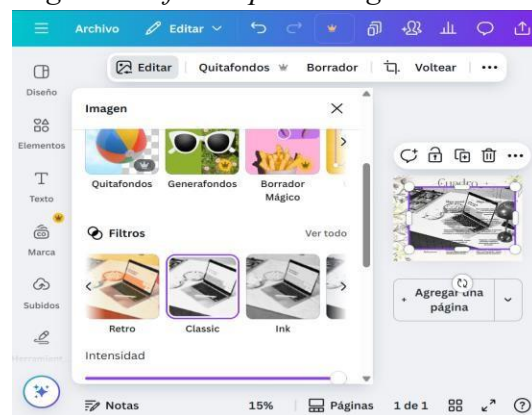 Archivo Editar
Editar Quitafondos Borrador Voltear
Diseño
Elementos
Texto
Marca
Subidos
Imagen
Quitafondos Generafondos Borrador Mágico
Filtros Ver todo
Retro Classic Ink
Intensidad
Cuadro
+ Agregar una página
Notas 15% Páginas 1 de 1